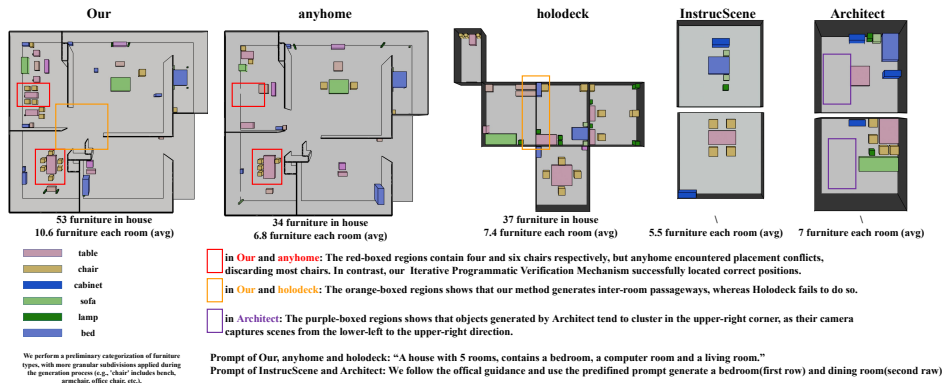 Our
anyhome
holodeck
InstrucScene
Architect
53 furniture in house
10.6 furniture each room (avg)
34 furniture in house
6.8 furniture each room (avg)
37 furniture in house
7.4 furniture each room (avg)
\
5.5 furniture each room (avg)
\
7 furniture each room (avg)
table
chair
cabinet
sofa
lamp
bed
We perform a preliminary categorization of furniture
types, with more granular subdivisions applied during
the generation process (e.g., 'chair' includes bench,
armchair, office chair, etc.).
in Our and anyhome: The red-boxed regions contain four and six chairs respectively, but anyhome encountered placement conflicts,
discarding most chairs. In contrast, our Iterative Programmatic Verification Mechanism successfully located correct positions.
in Our and holodeck: The orange-boxed regions shows that our method generates inter-room passageways, whereas Holodeck fails to do so.
in Architect: The purple-boxed regions shows that objects generated by Architect tend to cluster in the upper-right corner, as their camera
captures scenes from the lower-left to the upper-right direction.
Prompt of Our, anyhome and holodeck: “A house with 5 rooms, contains a bedroom, a computer room and a living room.”
Prompt of InstrucScene and Architect: We follow the offical guidance and use the predifined prompt generate a bedroom(first row) and dining room(second raw)